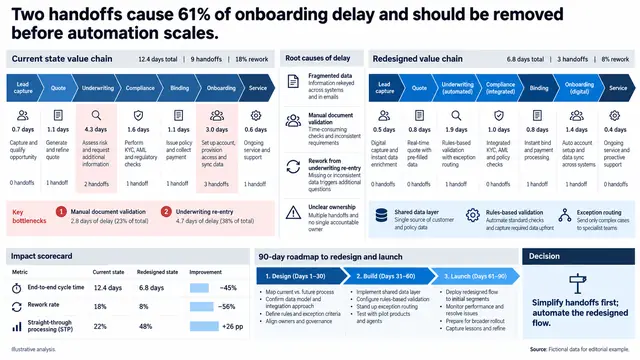 Two handoffs cause 61% of onboarding delay and should be removed
before automation scales.
Current state value chain
12.4 days total | 9 handoffs | 18% rework
Lead
capture
Quote
Underwriting
Compliance
Binding
Onboarding
Service
0.7 days
1.1 days
4.3 days
1.6 days
1.1 days
3.0 days
0.6 days
Capture and
qualify
opportunity
Generate
and refine
quote
Assess risk
and request
additional
information
Perform
KYC, AML
and regulatory
checks
Issue policy
and collect
payment
Set up account,
provision
access and
sync data
Ongoing
service and
support
0 handoffs
1 handoff
2 handoffs
1 handoff
1 handoff
3 handoffs
1 handoff
Key
bottlenecks
1
Manual document validation
2.8 days of delay (23% of total)
2
Underwriting re-entry
4.7 days of delay (38% of total)
Root causes of delay
Fragmented data
Information rekeyed
across systems
and in emails
Manual document
validation
Time-consuming
checks and inconsistent
requirements
Rework from
underwriting re-entry
Missing or inconsistent
data triggers additional
questions
Unclear ownership
Multiple handoffs and
no single accountable
owner
Redesigned value chain
6.8 days total | 3 handoffs | 8% rework
Lead
capture
Quote
Underwriting
(automated)
Compliance
(integrated)
Binding
Onboarding
(digital)
Service
0.5 days
0.8 days
1.9 days
1.0 days
0.8 days
1.4 days
0.4 days
Digital
capture and
instant data
enrichment
Real-time
quote with
pre-filled
data
Rules-based
validation with
exception
routing
Integrated
KYC, AML
and policy
checks
Instant bind
and payment
processing
Auto account
setup and data
sync across
systems
Ongoing
service and
proactive
support
0 handoffs
0 handoffs
1 handoff
0 handoffs
1 handoff
1 handoff
0 handoffs
Shared data layer
Single source of customer
and policy data
Rules-based validation
Automate standard checks
and capture required data upfront
Exception routing
Send only complex cases
to specialist teams
Impact scorecard
Metric
Current state
Redesigned state
Improvement
End-to-end cycle time
12.4 days
6.8 days
−45%
Rework rate
18%
8%
−56%
Straight-through
processing (STP)
22%
48%
+26 pp
90-day roadmap to redesign and launch
1. Design (Days 1–30)
2. Build (Days 31–60)
3. Launch (Days 61–90)
• Map current vs. future process
• Confirm data model and
integration approach
• Define rules and exception criteria
• Align owners and governance
• Implement shared data layer
• Configure rules-based validation
• Stand up exception routing
• Test with pilot products
and agents
• Deploy redesigned flow
to initial segments
• Monitor performance and
resolve issues
• Prepare for broader rollout
• Capture lessons and refine
Decision
Simplify handoffs first;
automate the redesigned
flow.
Illustrative analysis.
Source: Fictional data for editorial example.